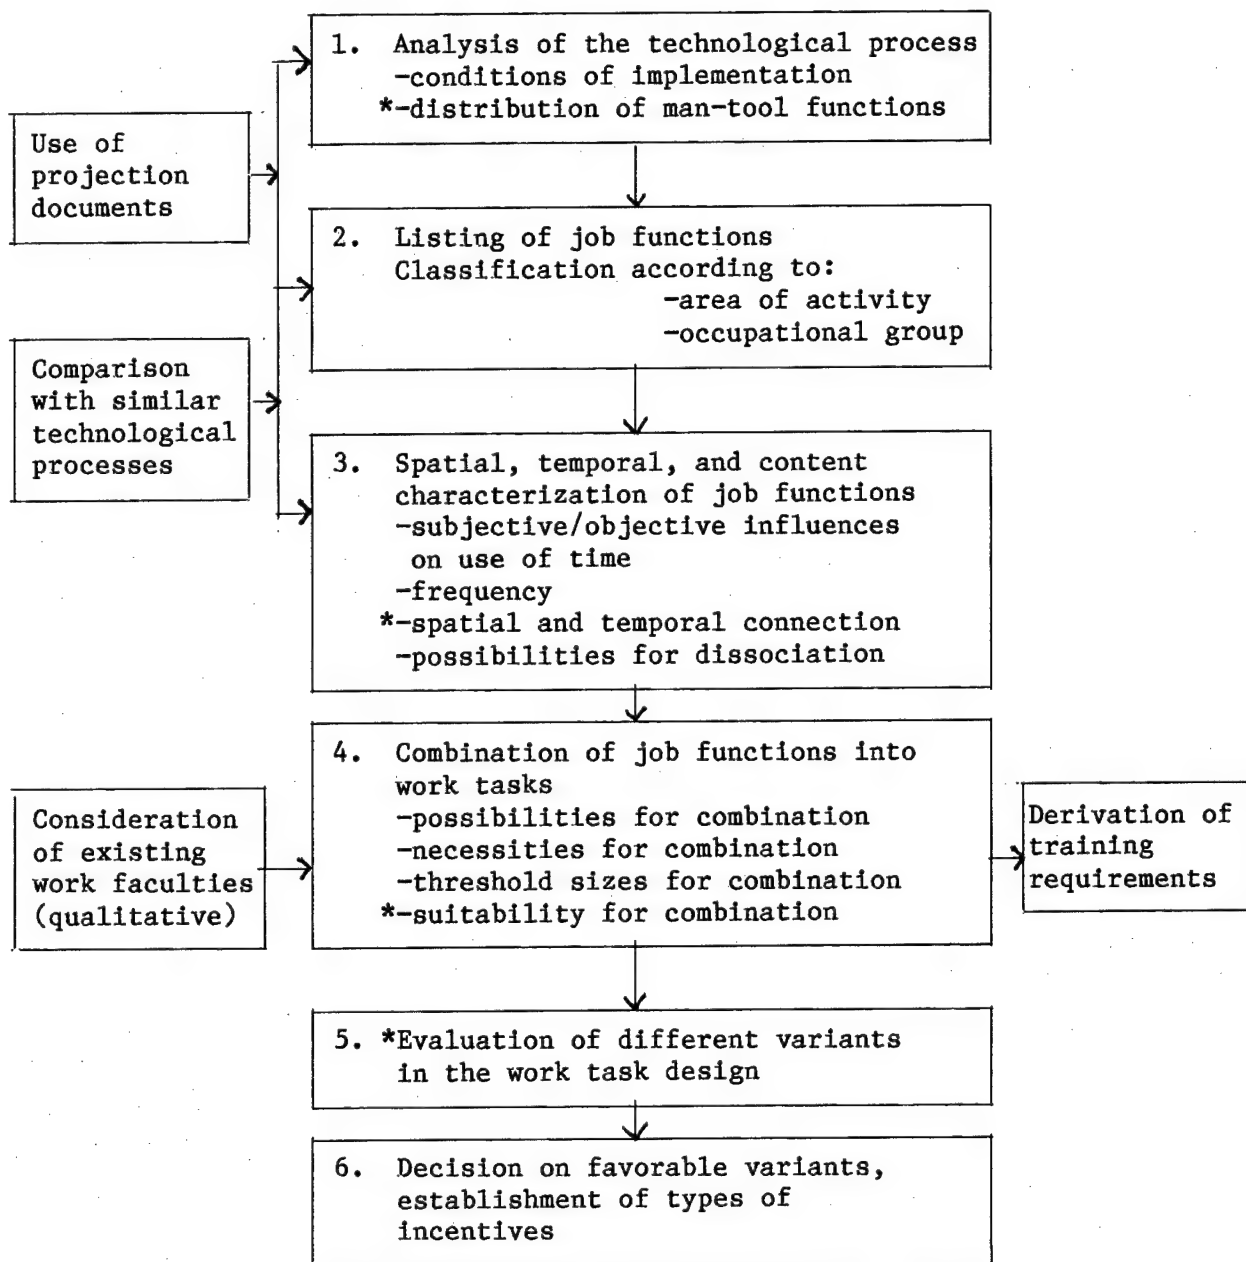 1. Analysis of the technological process
-conditions of implementation
*-distribution of man-tool functions
Use of
projection
documents
2. Listing of job functions
Classification according to:
-area of activity
-occupational group
Comparison
with similar
technological
processes
3. Spatial, temporal, and content
characterization of job functions
-subjective/objective influences
on use of time
-frequency
*-spatial and temporal connection
-possibilities for dissociation
4. Combination of job functions into
work tasks
-possibilities for combination
-necessities for combination
-threshold sizes for combination
*-suitability for combination
Consideration
of existing
work faculties
(qualitative)
Derivation of
training
requirements
5. *Evaluation of different variants
in the work task design
6. Decision on favorable variants,
establishment of types of
incentives